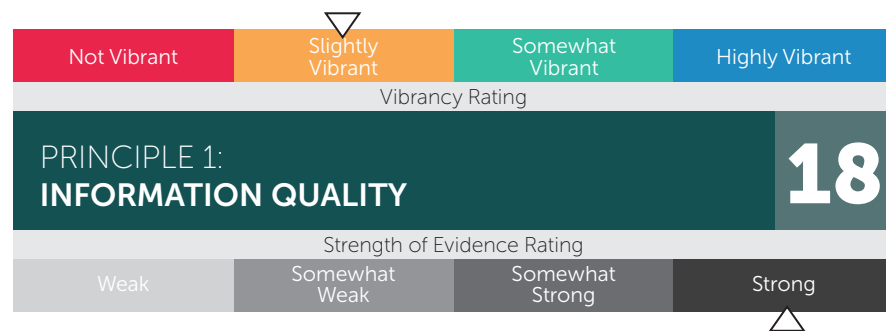 Not Vibrant
Slightly
Vibrant
Somewhat
Vibrant
Highly Vibrant
Vibrancy Rating
PRINCIPLE 1:
INFORMATION QUALITY
18
Strength of Evidence Rating
Weak
Somewhat
Weak
Somewhat
Strong
Strong